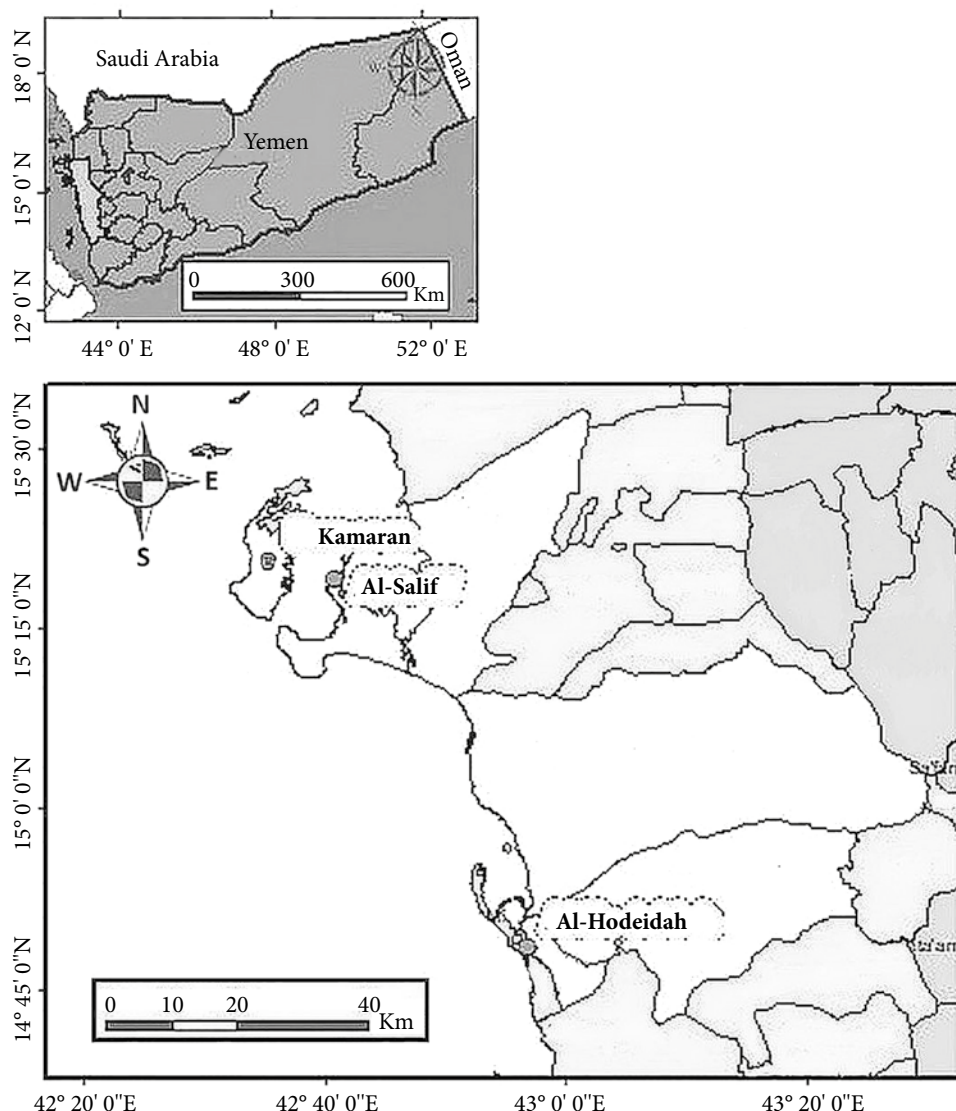 Saudi Arabia
Oman
Yemen
18° 0' N
15° 0' N
12° 0' N
0 300 600
Km
44° 0' E 48° 0' E 52° 0' E
N
W E
S
15° 30' 0"N
15° 15' 0"N
15° 0' 0"N
14° 45' 0"N
Kamaran
Al-Salif
Al-Hodeidah
0 10 20 40
Km
42° 20' 0"E 42° 40' 0"E 43° 0' 0"E 43° 20' 0"E